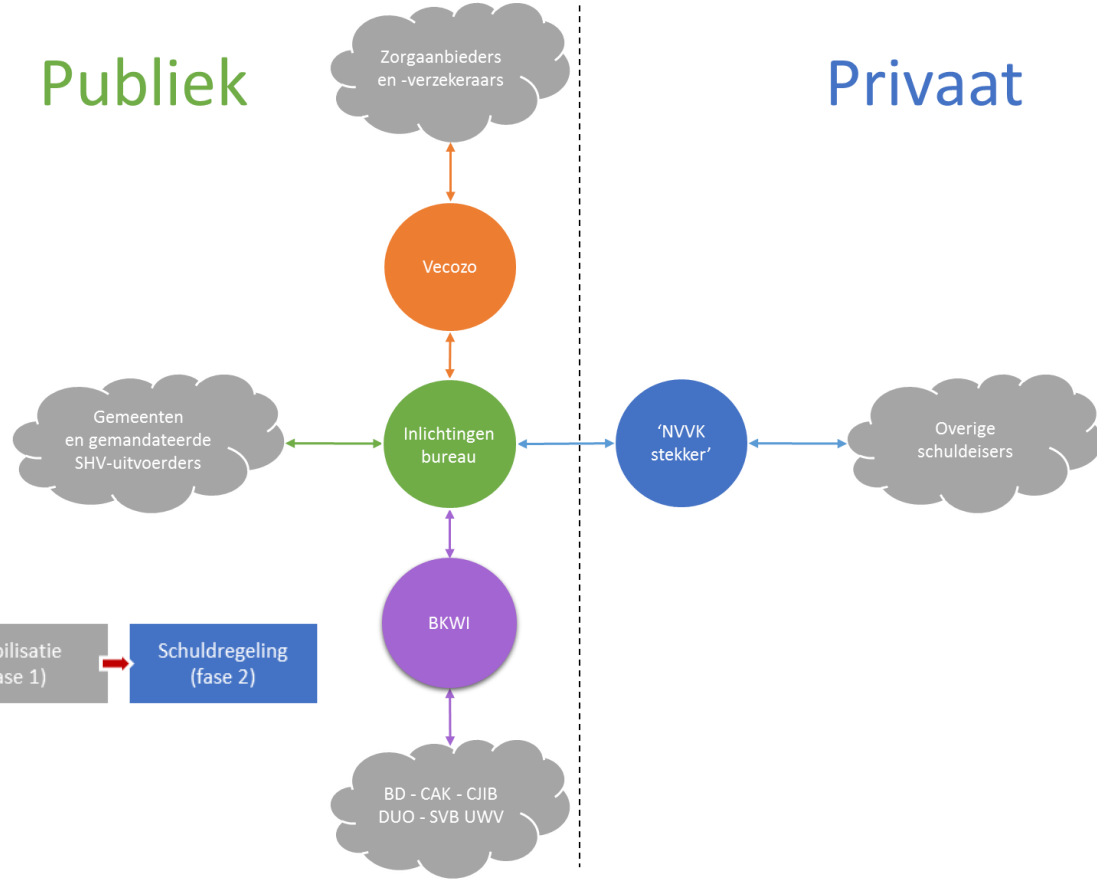 Publiek
Privaat
Zorgaanbieders
en -verzekeraars
Vecozo
Gemeenten
en gemandateerde
SHV-uitvoerders
Inlichtingen
bureau
‘NVVK
stekker’
Overige
schuldeisers
BKWI
Schuldregeling
(fase 2)
1)
BD - CAK - CJIB
DUO - SVB UWV